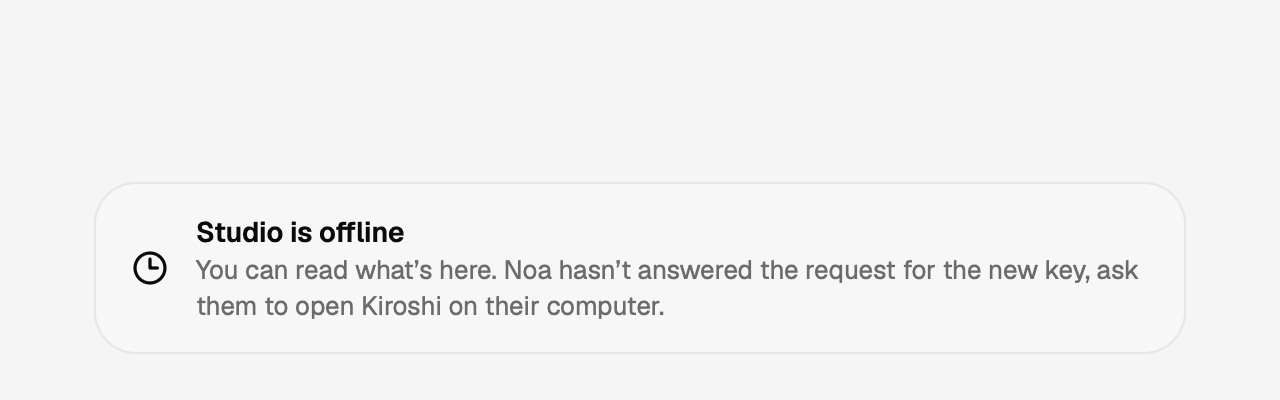 Studio is offline
You can read what’s here. Noa hasn’t answered the request for the new key, ask
them to open Kiroshi on their computer.